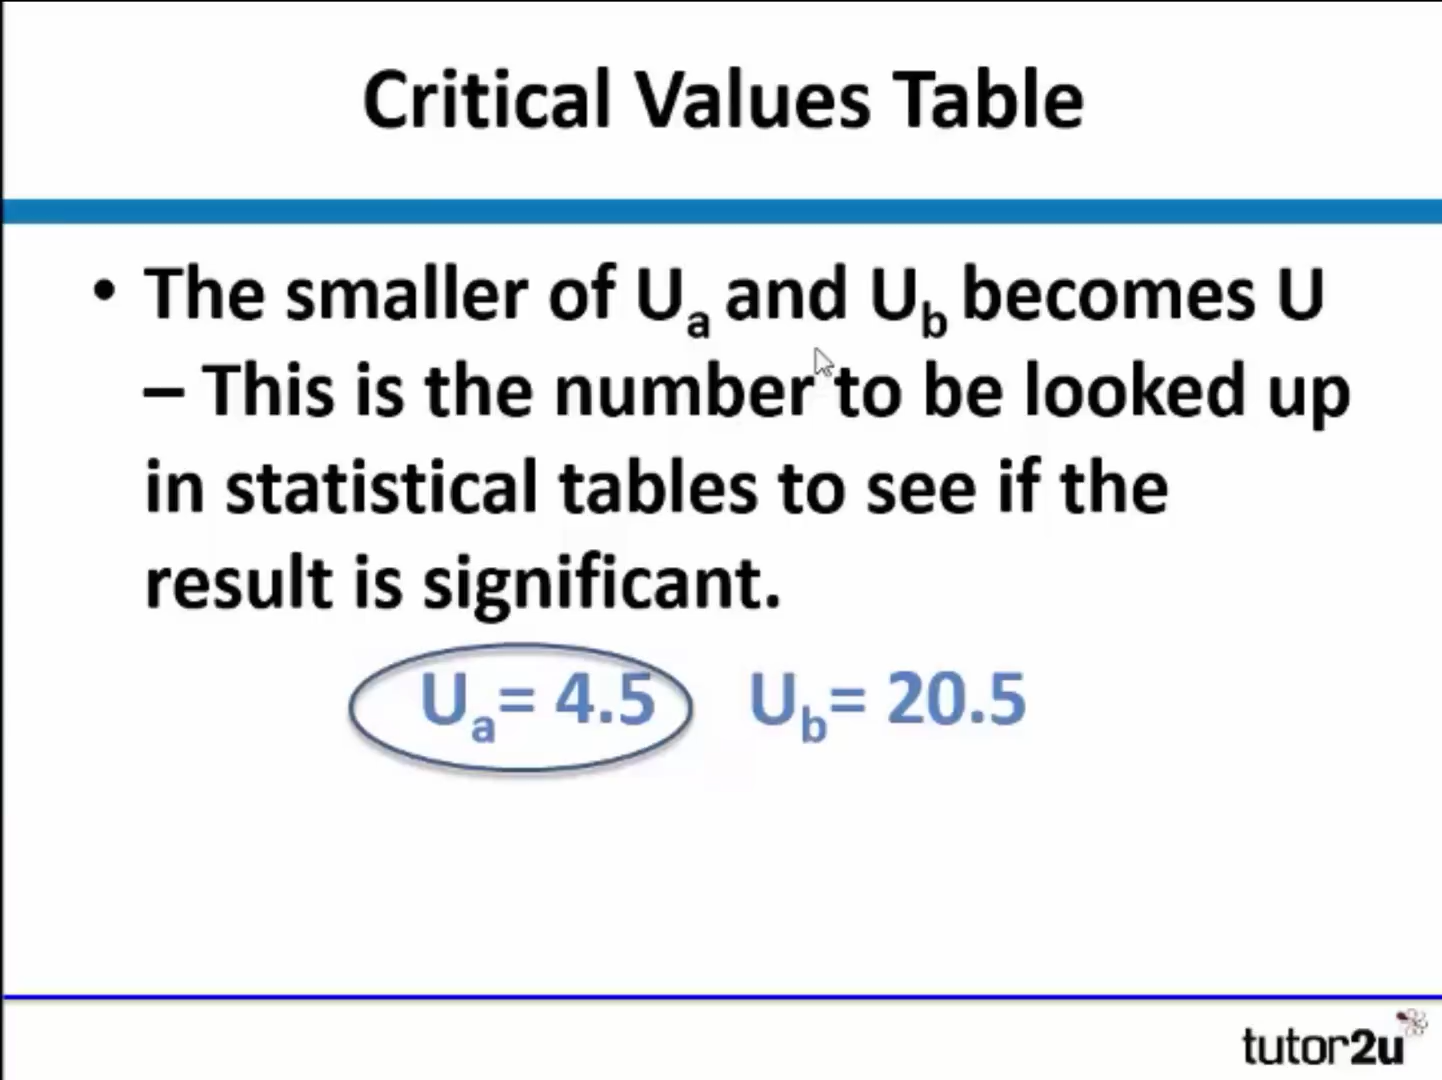 Critical Values Table
• The smaller of Ua and Ub becomes U
– This is the number to be looked up
in statistical tables to see if the
result is significant.
Ua= 4.5 Ub= 20.5
tutor2u